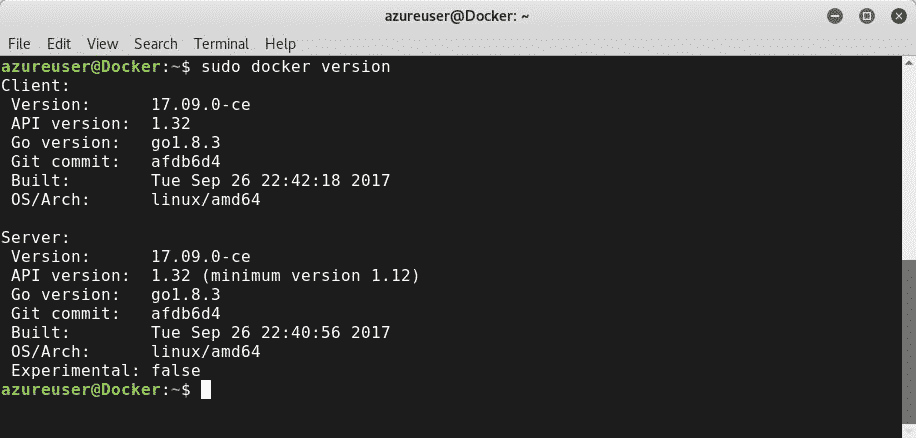 azureuser@Docker: ~
File Edit View Search Terminal Help
azureuser@Docker:~$ sudo docker version
Client:
 Version:      17.09.0-ce
 API version:  1.32
 Go version:   go1.8.3
 Git commit:   afdb6d4
 Built:        Tue Sep 26 22:42:18 2017
 OS/Arch:      linux/amd64

Server:
 Version:      17.09.0-ce
 API version:  1.32 (minimum version 1.12)
 Go version:   go1.8.3
 Git commit:   afdb6d4
 Built:        Tue Sep 26 22:40:56 2017
 OS/Arch:      linux/amd64
 Experimental: false
azureuser@Docker:~$